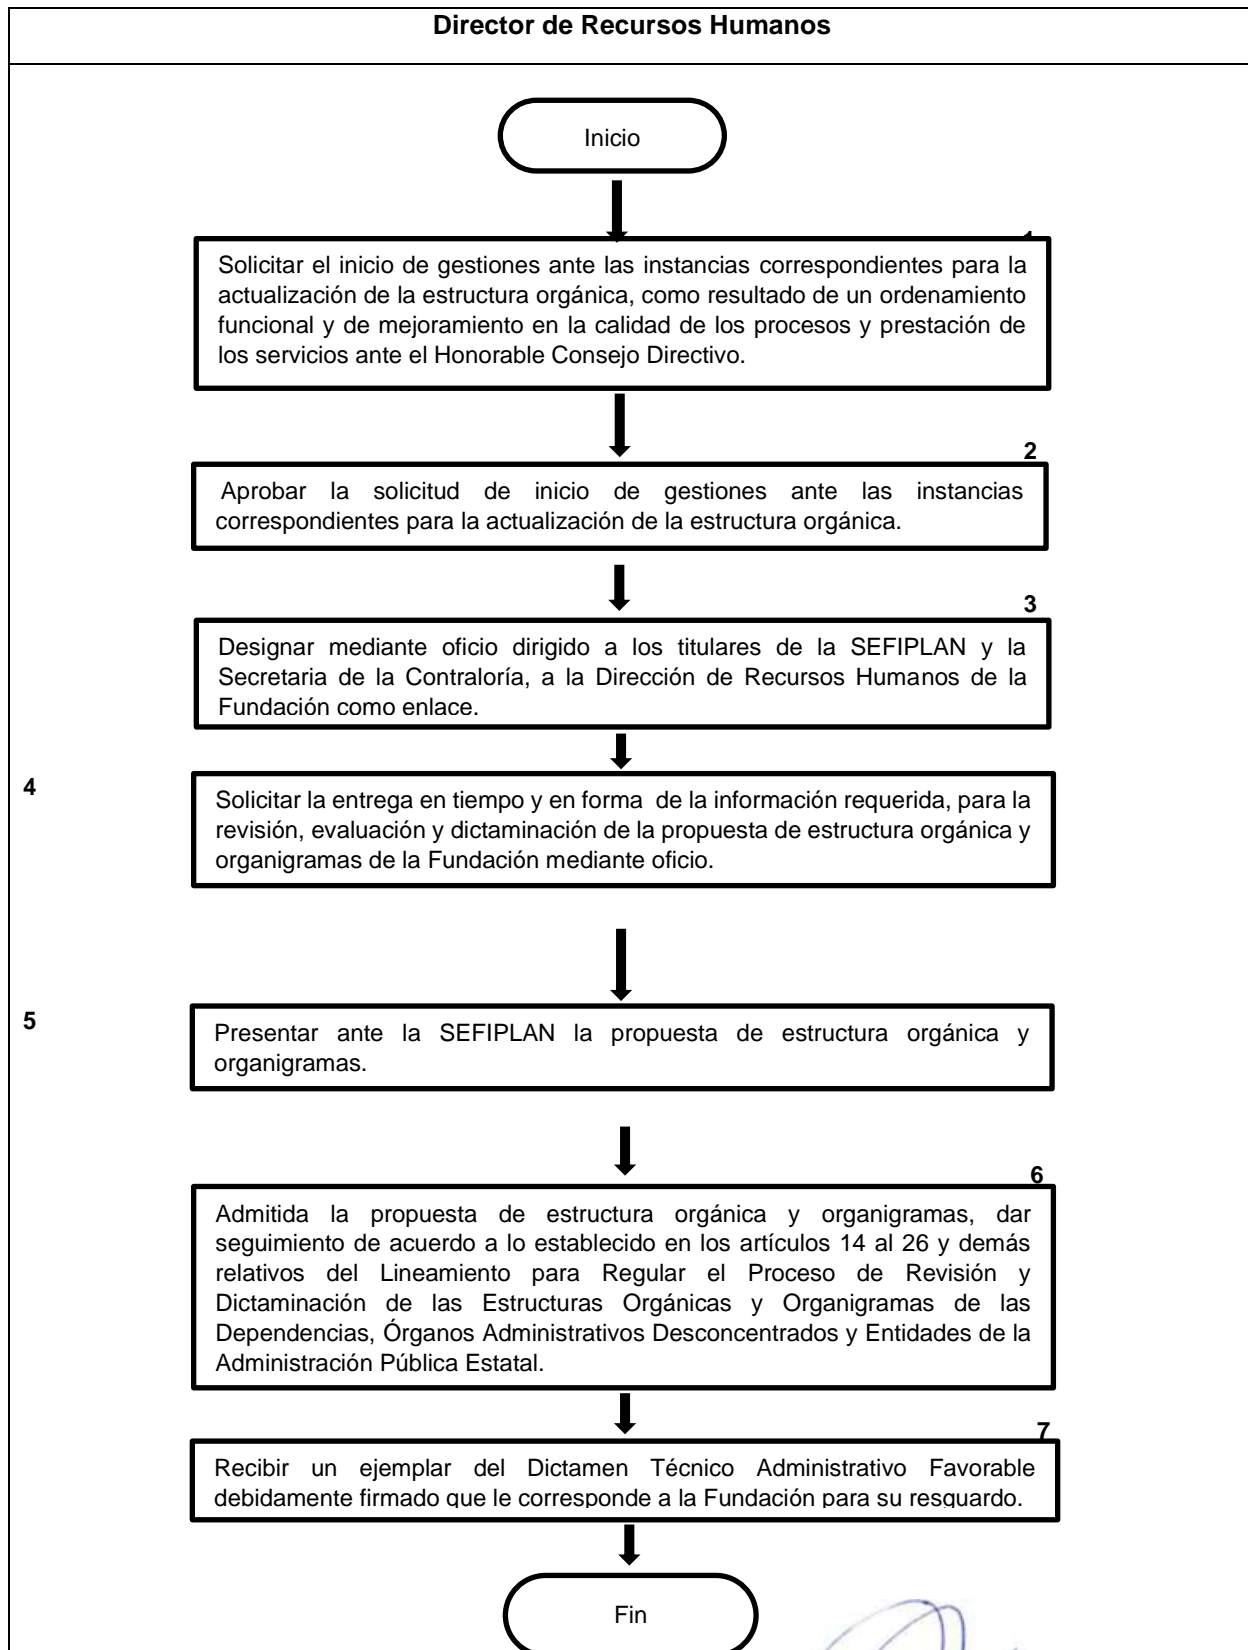 Director de Recursos Humanos
Inicio
1
Solicitar el inicio de gestiones ante las instancias correspondientes para la
actualización de la estructura orgánica, como resultado de un ordenamiento
funcional y de mejoramiento en la calidad de los procesos y prestación de
los servicios ante el Honorable Consejo Directivo.
2
Aprobar la solicitud de inicio de gestiones ante las instancias
correspondientes para la actualización de la estructura orgánica.
3
Designar mediante oficio dirigido a los titulares de la SEFIPLAN y la
Secretaria de la Contraloría, a la Dirección de Recursos Humanos de la
Fundación como enlace.
4
Solicitar la entrega en tiempo y en forma de la información requerida, para la
revisión, evaluación y dictaminación de la propuesta de estructura orgánica y
organigramas de la Fundación mediante oficio.
5
Presentar ante la SEFIPLAN la propuesta de estructura orgánica y
organigramas.
6
Admitida la propuesta de estructura orgánica y organigramas, dar
seguimiento de acuerdo a lo establecido en los artículos 14 al 26 y demás
relativos del Lineamiento para Regular el Proceso de Revisión y
Dictaminación de las Estructuras Orgánicas y Organigramas de las
Dependencias, Órganos Administrativos Desconcentrados y Entidades de la
Administración Pública Estatal.
7
Recibir un ejemplar del Dictamen Técnico Administrativo Favorable
debidamente firmado que le corresponde a la Fundación para su resguardo.
Fin